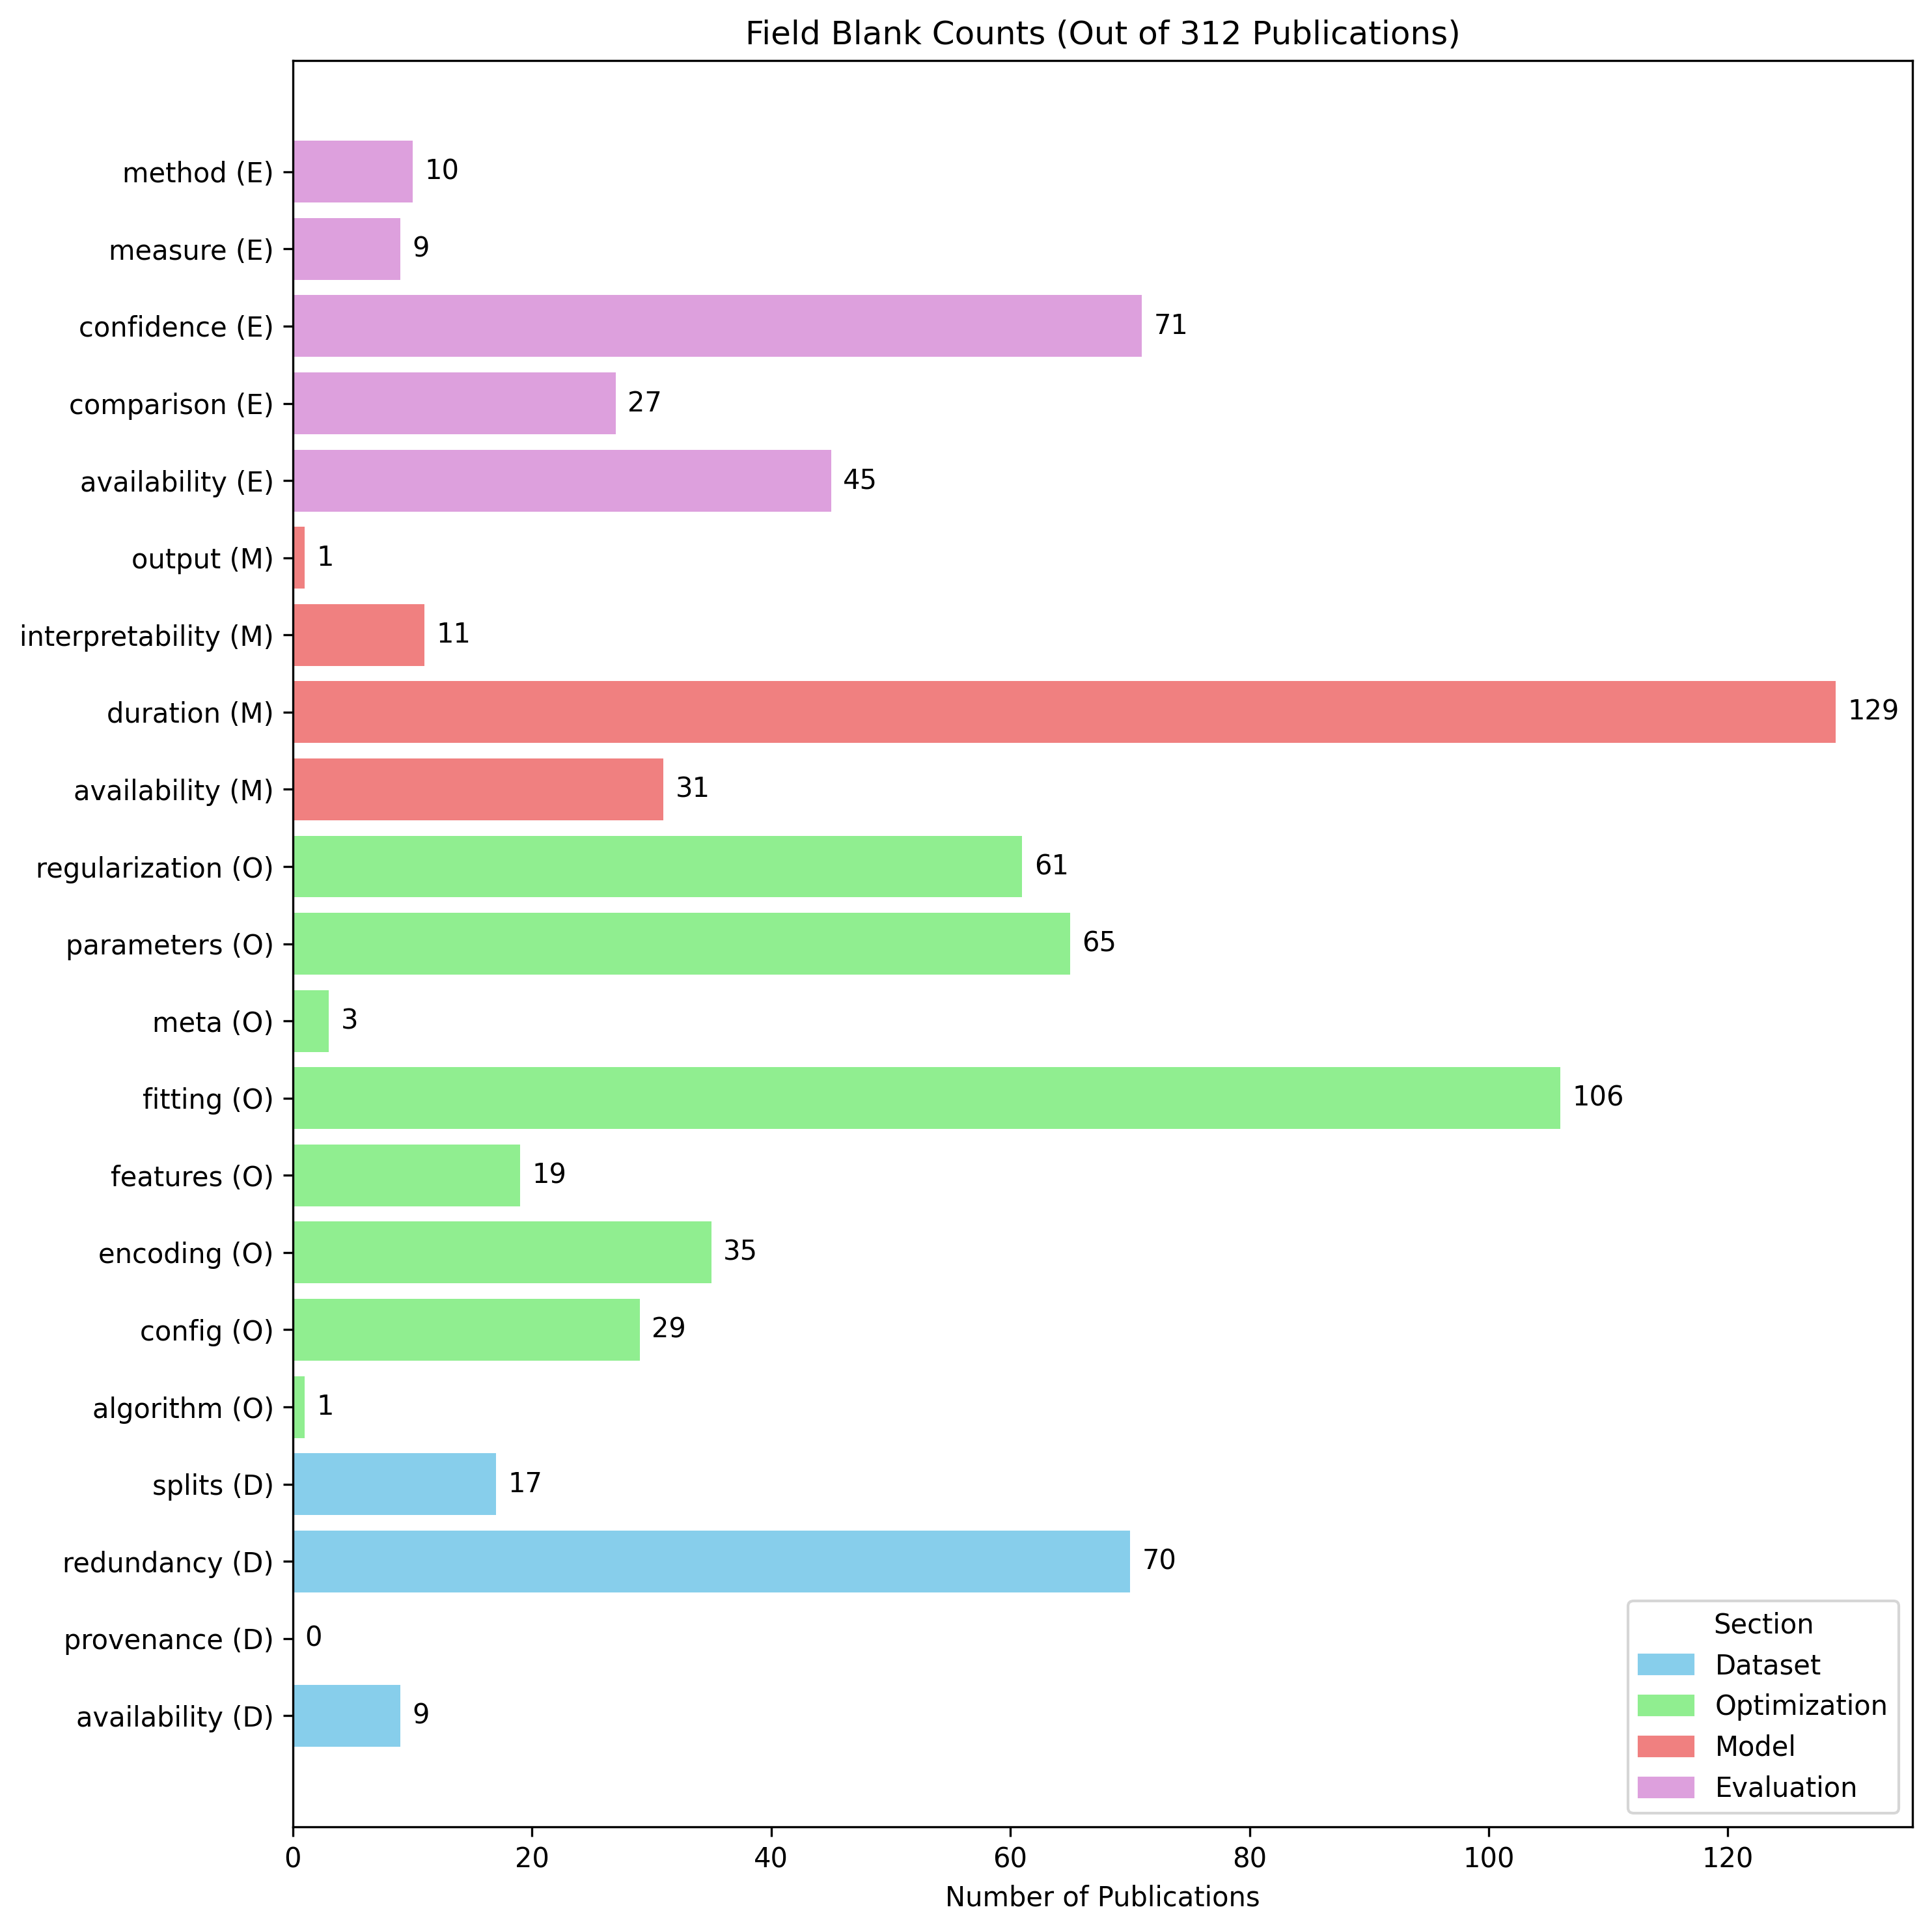 Field Blank Counts (Out of 312 Publications)
method (E) 10
measure (E) 9
confidence (E) 71
comparison (E) 27
availability (E) 45
output (M) 1
interpretability (M) 11
duration (M) 129
availability (M) 31
regularization (O) 61
parameters (O) 65
meta (O) 3
fitting (O) 106
features (O) 19
encoding (O) 35
config (O) 29
algorithm (O) 1
splits (D) 17
redundancy (D) 70
provenance (D) 0
availability (D) 9
Section
Dataset
Optimization
Model
Evaluation
0 20 40 60 80 100 120
Number of Publications